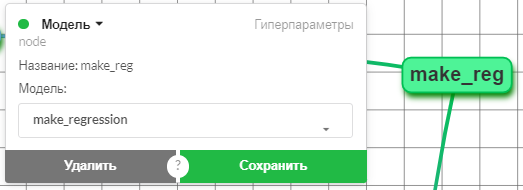 Модель
Гиперпараметры
node
Название: make_reg
Модель:
make_regression
Удалить
?
Сохранить
make_reg